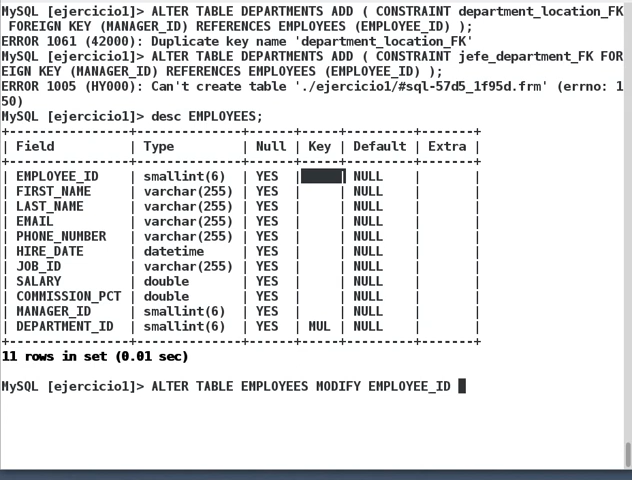 MySQL [ejercicio1]> ALTER TABLE DEPARTMENTS ADD ( CONSTRAINT department_location_FK
 FOREIGN KEY (MANAGER_ID) REFERENCES EMPLOYEES (EMPLOYEE_ID) );
ERROR 1061 (42000): Duplicate key name 'department_location_FK'
MySQL [ejercicio1]> ALTER TABLE DEPARTMENTS ADD ( CONSTRAINT jefe_department_FK FOR
EIGN KEY (MANAGER_ID) REFERENCES EMPLOYEES (EMPLOYEE_ID) );
ERROR 1005 (HY000): Can't create table './ejercicio1/#sql-57d5_1f95d.frm' (errno: 1
50)
MySQL [ejercicio1]> desc EMPLOYEES;
+----------------+--------------+------+-----+---------+-------+
| Field          | Type         | Null | Key | Default | Extra |
+----------------+--------------+------+-----+---------+-------+
| EMPLOYEE_ID    | smallint(6)  | YES  |     | NULL    |       |
| FIRST_NAME     | varchar(255) | YES  |     | NULL    |       |
| LAST_NAME      | varchar(255) | YES  |     | NULL    |       |
| EMAIL          | varchar(255) | YES  |     | NULL    |       |
| PHONE_NUMBER   | varchar(255) | YES  |     | NULL    |       |
| HIRE_DATE      | datetime     | YES  |     | NULL    |       |
| JOB_ID         | varchar(255) | YES  |     | NULL    |       |
| SALARY         | double       | YES  |     | NULL    |       |
| COMMISSION_PCT | double       | YES  |     | NULL    |       |
| MANAGER_ID     | smallint(6)  | YES  |     | NULL    |       |
| DEPARTMENT_ID  | smallint(6)  | YES  | MUL | NULL    |       |
+----------------+--------------+------+-----+---------+-------+
11 rows in set (0.01 sec)
MySQL [ejercicio1]> ALTER TABLE EMPLOYEES MODIFY EMPLOYEE_ID